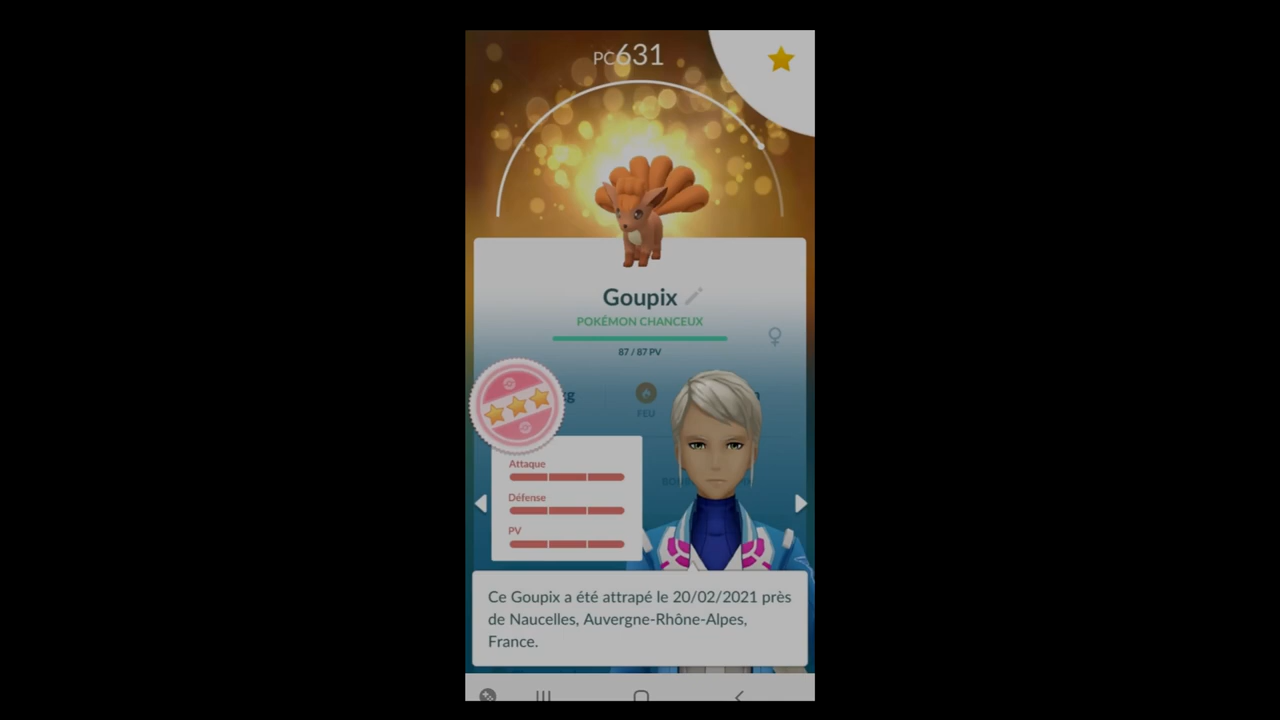 PC631
Goupix
POKÉMON CHANCEUX
87 / 87 PV
FEU
Attaque
Défense
PV
Ce Goupix a été attrapé le 20/02/2021 près
de Naucelles, Auvergne-Rhône-Alpes,
France.